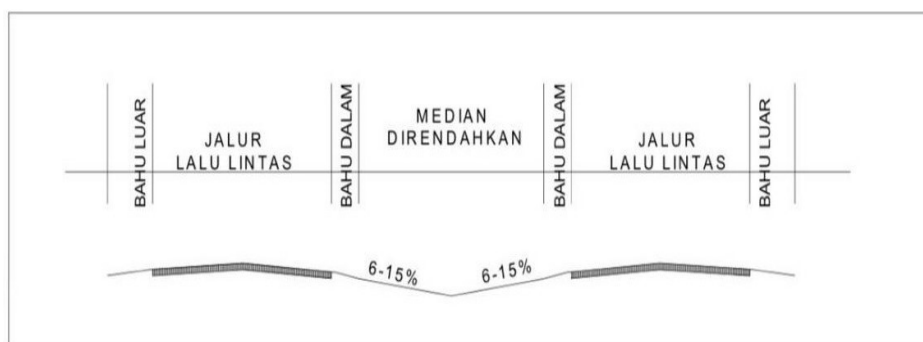 BAHU LUAR
JALUR
LALU LINTAS
BAHU DALAM
MEDIAN
DIRENDAHKAN
BAHU DALAM
JALUR
LALU LINTAS
BAHU LUAR
6-15%
6-15%